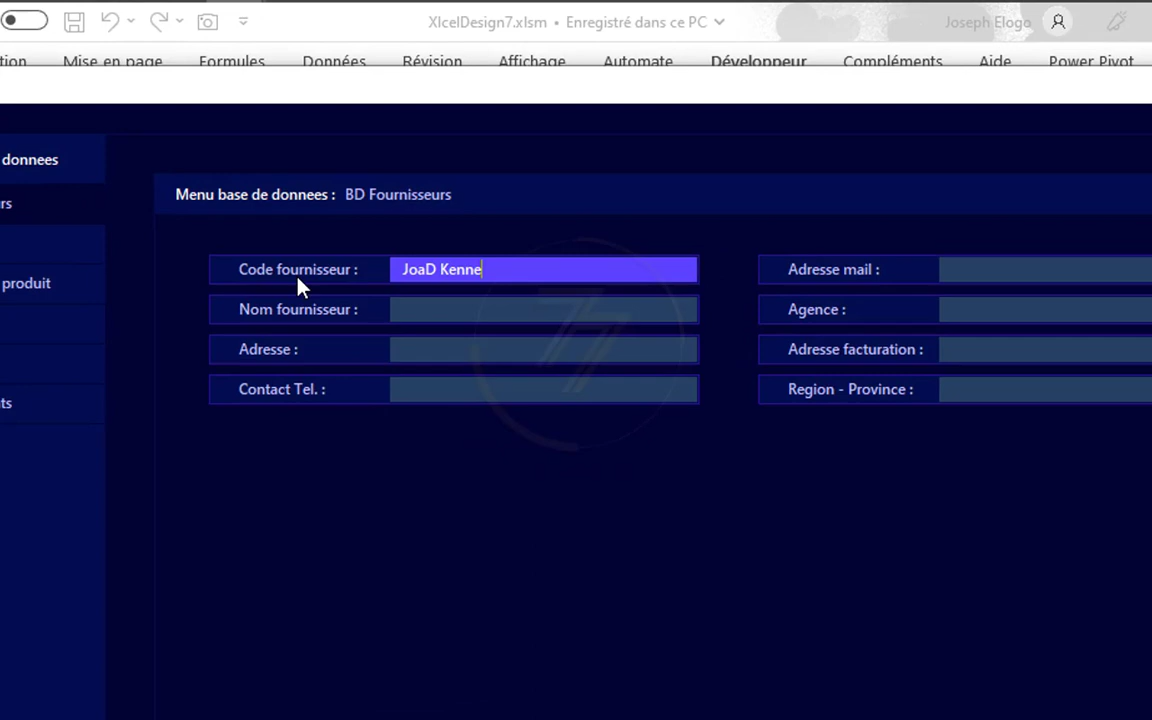 XlcelDesign7.xlsm • Enregistré dans ce PC
Joseph Elogo
tion Mise en page Formules Données Révision Affichage Automate Développeur Compléments Aide Power Pivot
donnees
Menu base de donnees : BD Fournisseurs
rs
Code fournisseur : JoaD Kenne
Adresse mail :
produit
Nom fournisseur :
Agence :
Adresse :
Adresse facturation :
Contact Tel. :
Region - Province :
ts